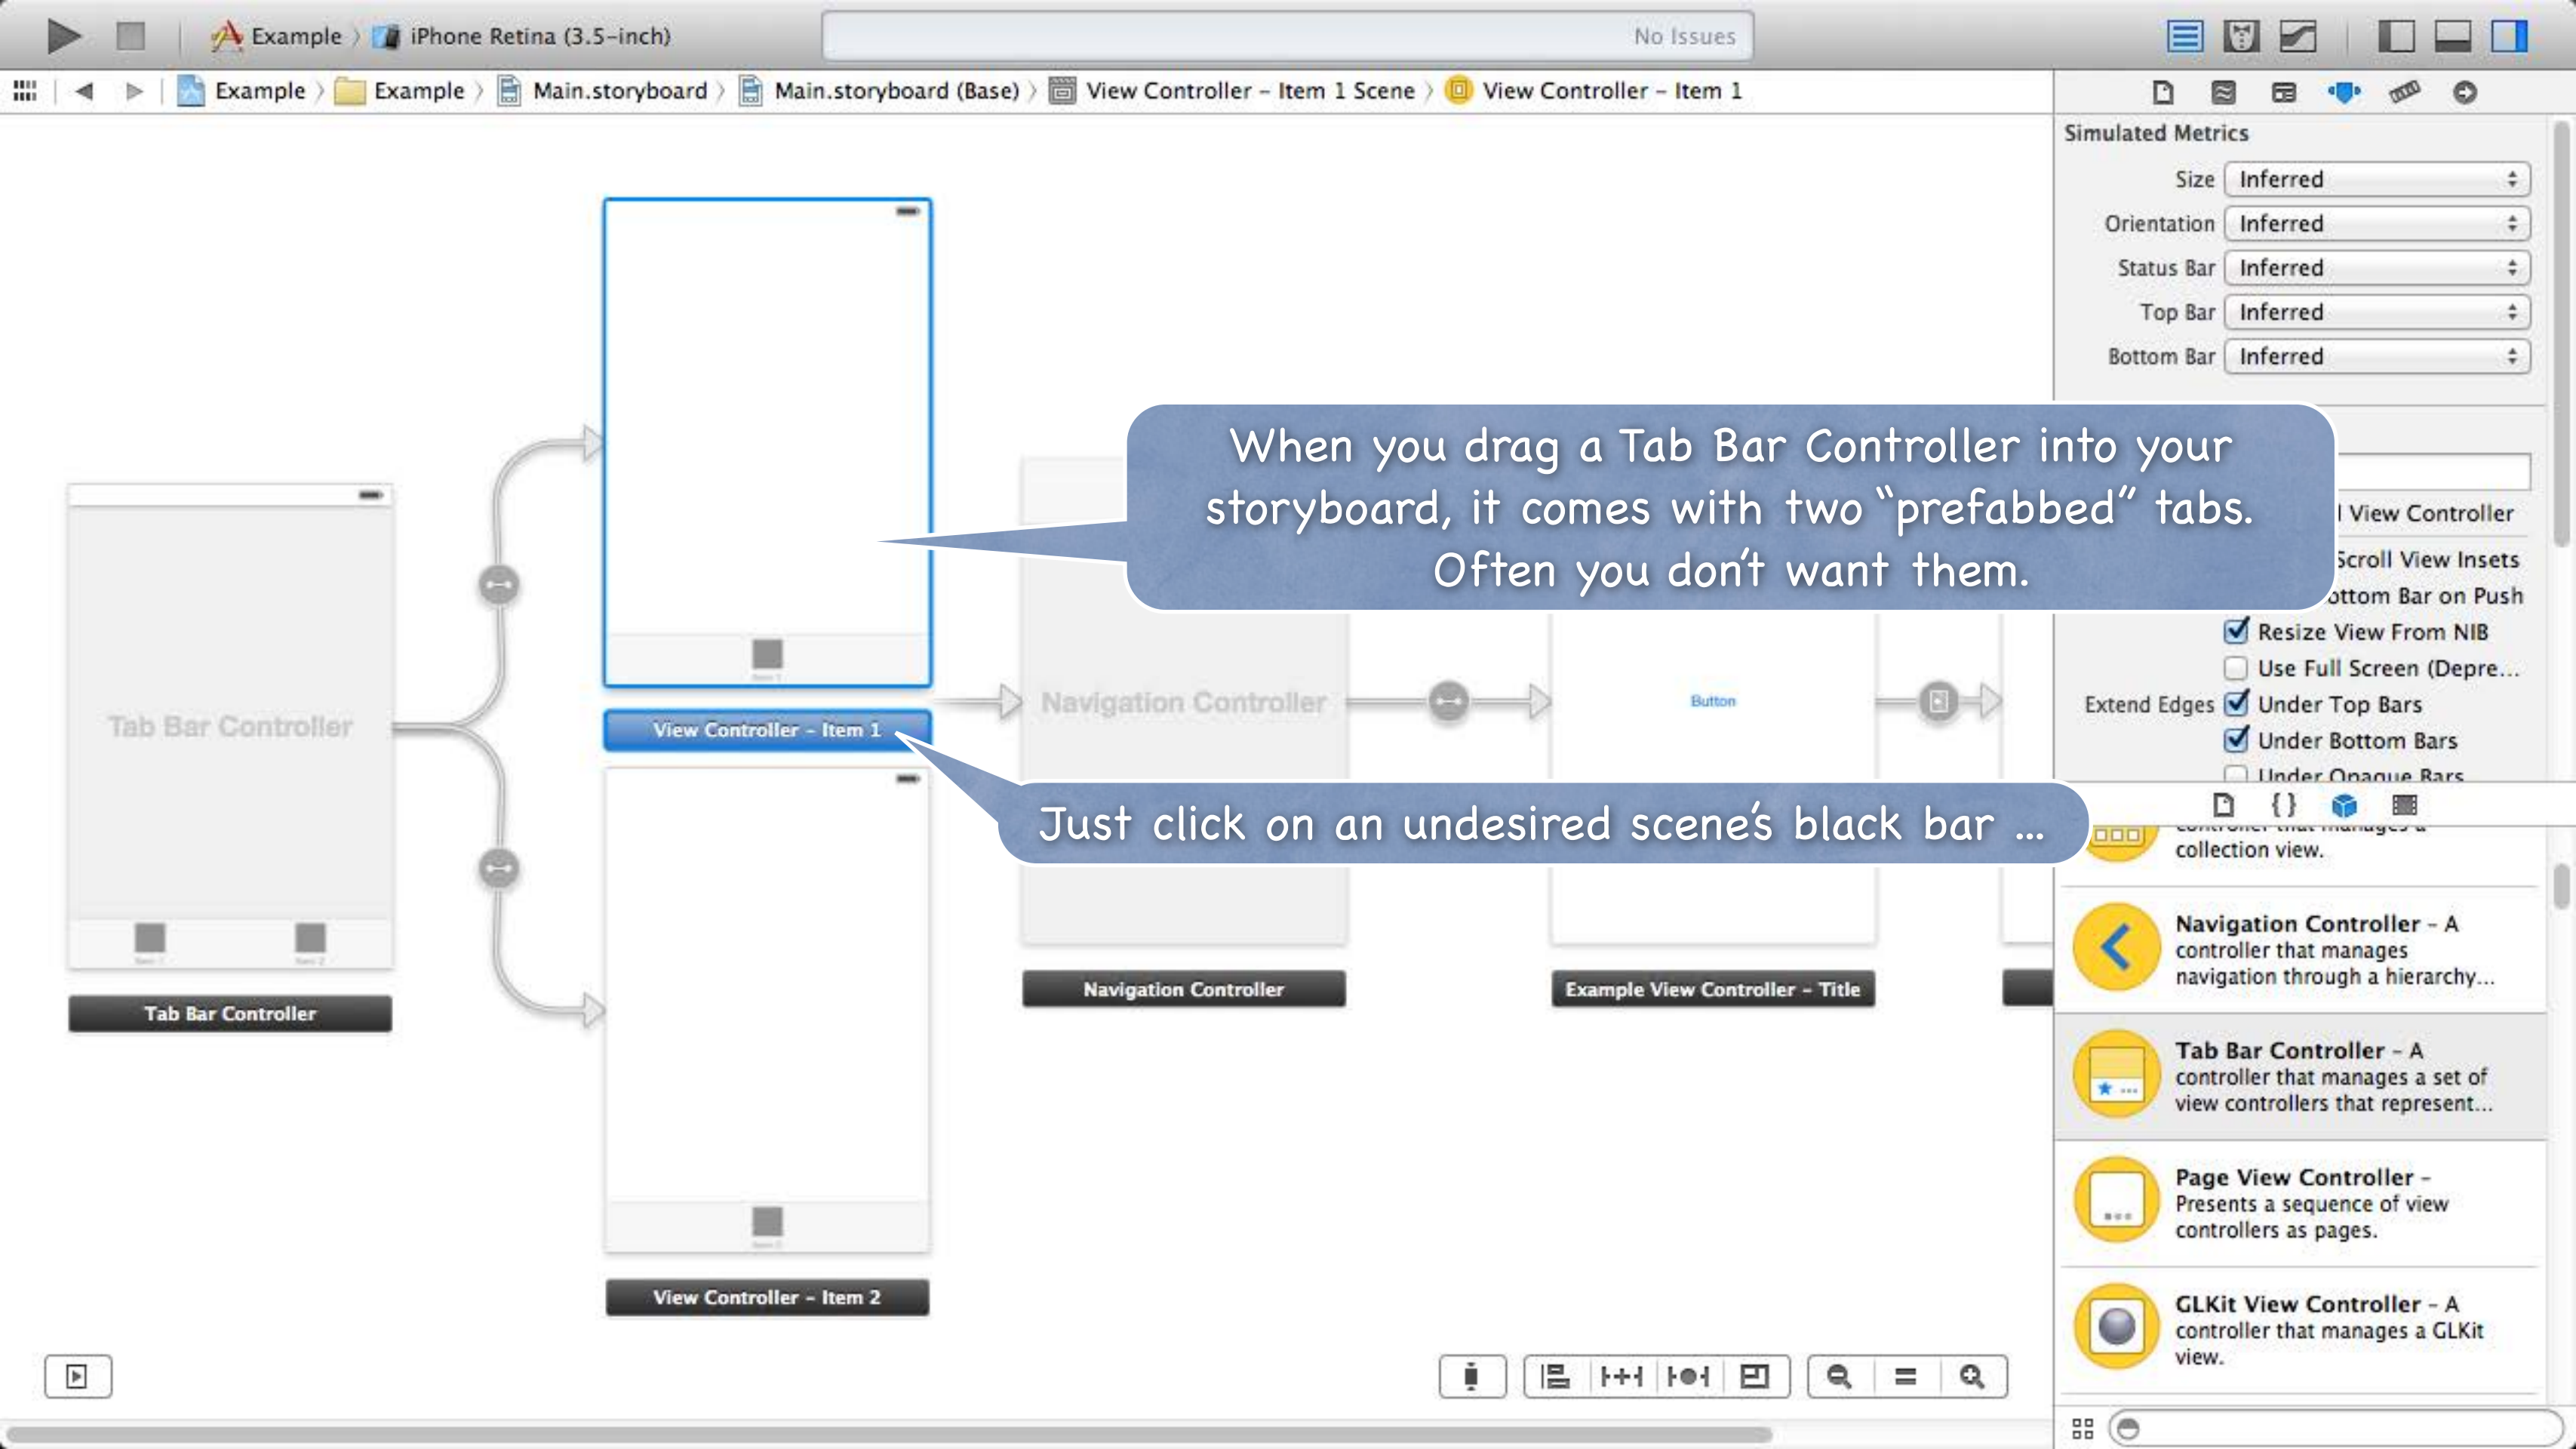 Example 〉 iPhone Retina (3.5-inch)
No Issues
Example 〉 Example 〉 Main.storyboard 〉 Main.storyboard (Base) 〉 View Controller – Item 1 Scene 〉 View Controller – Item 1
Simulated Metrics
Size Inferred
Orientation Inferred
Status Bar Inferred
Top Bar Inferred
Bottom Bar Inferred
When you drag a Tab Bar Controller into your
storyboard, it comes with two “prefabbed” tabs.
Often you don’t want them.
View Controller
Scroll View Insets
Bar on Push
Resize View From NIB
Use Full Screen (Depre...
Extend Edges Under Top Bars
Under Bottom Bars
Under Opaque Bars
Tab Bar Controller
Navigation Controller
Button
View Controller – Item 1
Just click on an undesired scene’s black bar ...
Navigation Controller
Example View Controller – Title
Tab Bar Controller
View Controller – Item 2
collection view.
Navigation Controller – A
controller that manages
navigation through a hierarchy...
Tab Bar Controller – A
controller that manages a set of
view controllers that represent...
Page View Controller –
Presents a sequence of view
controllers as pages.
GLKit View Controller – A
controller that manages a GLKit
view.